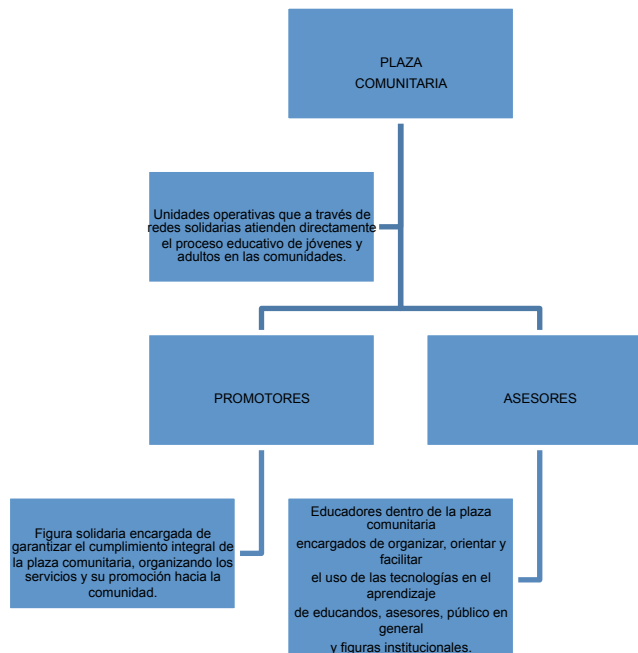 PLAZA
COMUNITARIA
Unidades operativas que a través de
redes solidarias atienden directamente
el proceso educativo de jóvenes y
adultos en las comunidades.
PROMOTORES
ASESORES
Figura solidaria encargada de
garantizar el cumplimiento integral de
la plaza comunitaria, organizando los
servicios y su promoción hacia la
comunidad.
Educadores dentro de la plaza
comunitaria
encargados de organizar, orientar y
facilitar
el uso de las tecnologías en el
aprendizaje
de educandos, asesores, público en
general
y figuras institucionales.